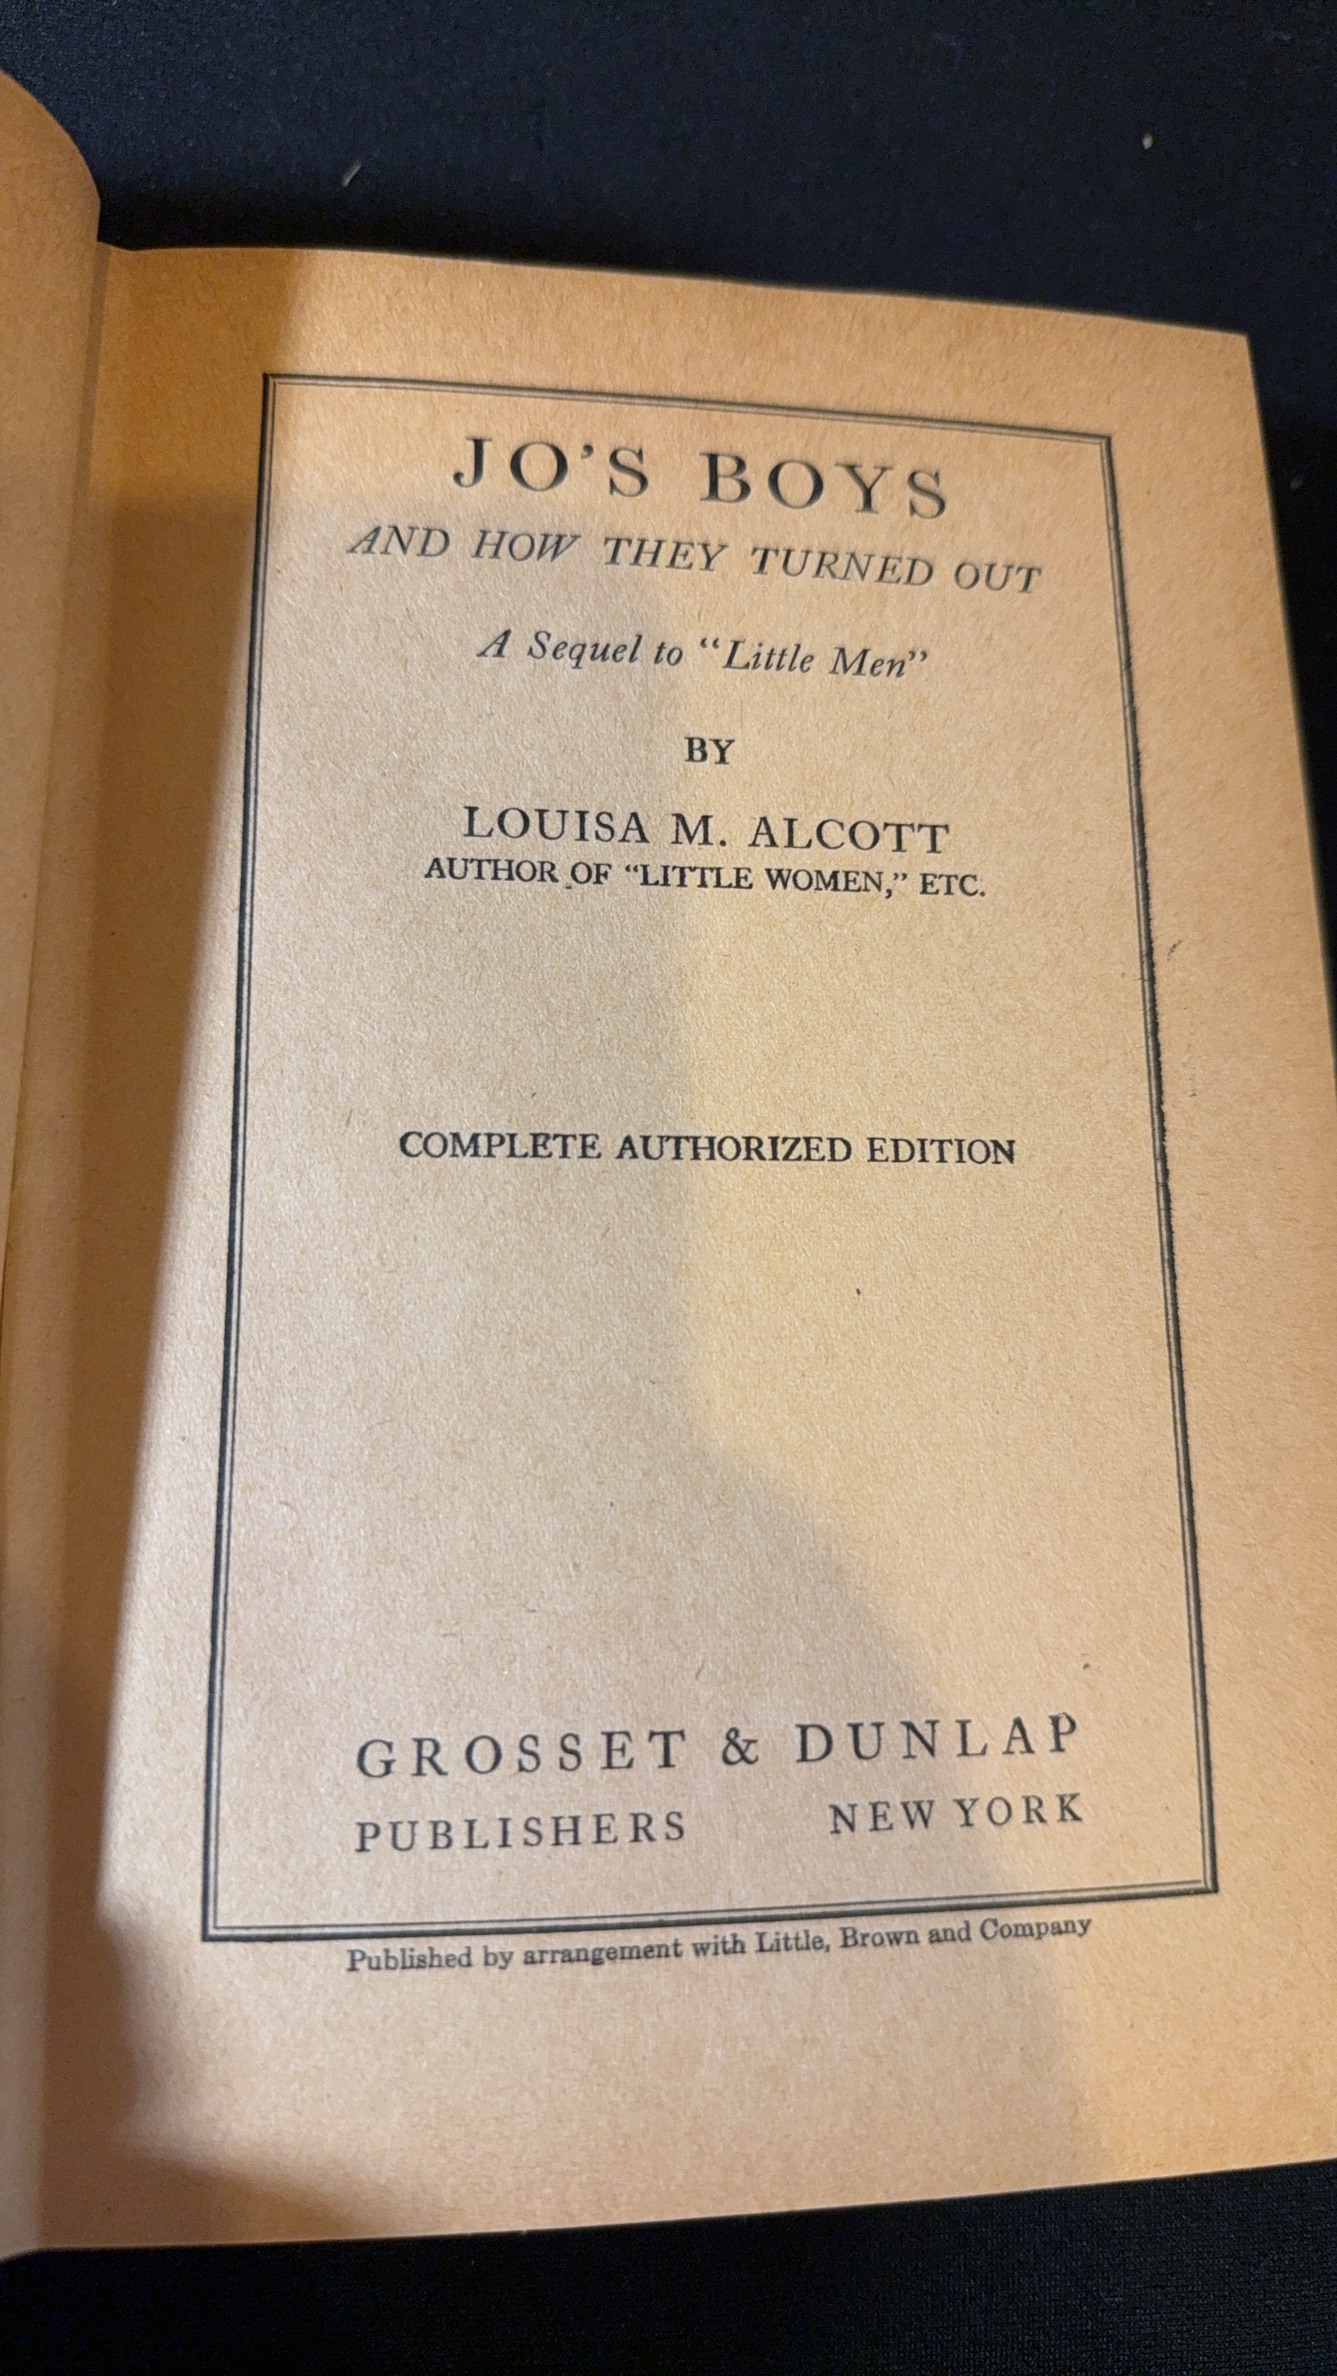 JO'S BOYS
AND HOW THEY TURNED OUT
A Sequel to "Little Men"
BY
LOUISA M. ALCOTT
AUTHOR OF "LITTLE WOMEN," ETC.
COMPLETE AUTHORIZED EDITION
GROSSET & DUNLAP
PUBLISHERS NEW YORK
Published by arrangement with Little, Brown and Company